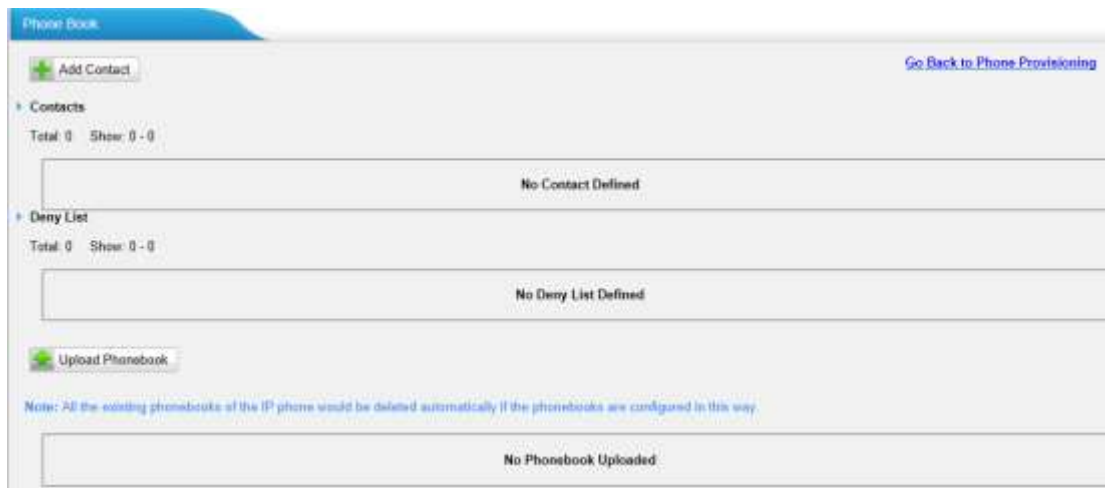 Phone Book
Add Contact
Go Back to Phone Provisioning
Contacts
Total: 0 Show: 0 - 0
No Contact Defined
Deny List
Total: 0 Show: 0 - 0
No Deny List Defined
Upload Phonebook
Note: All the existing phonebooks of the IP phone would be deleted automatically if the phonebooks are configured in this way.
No Phonebook Uploaded